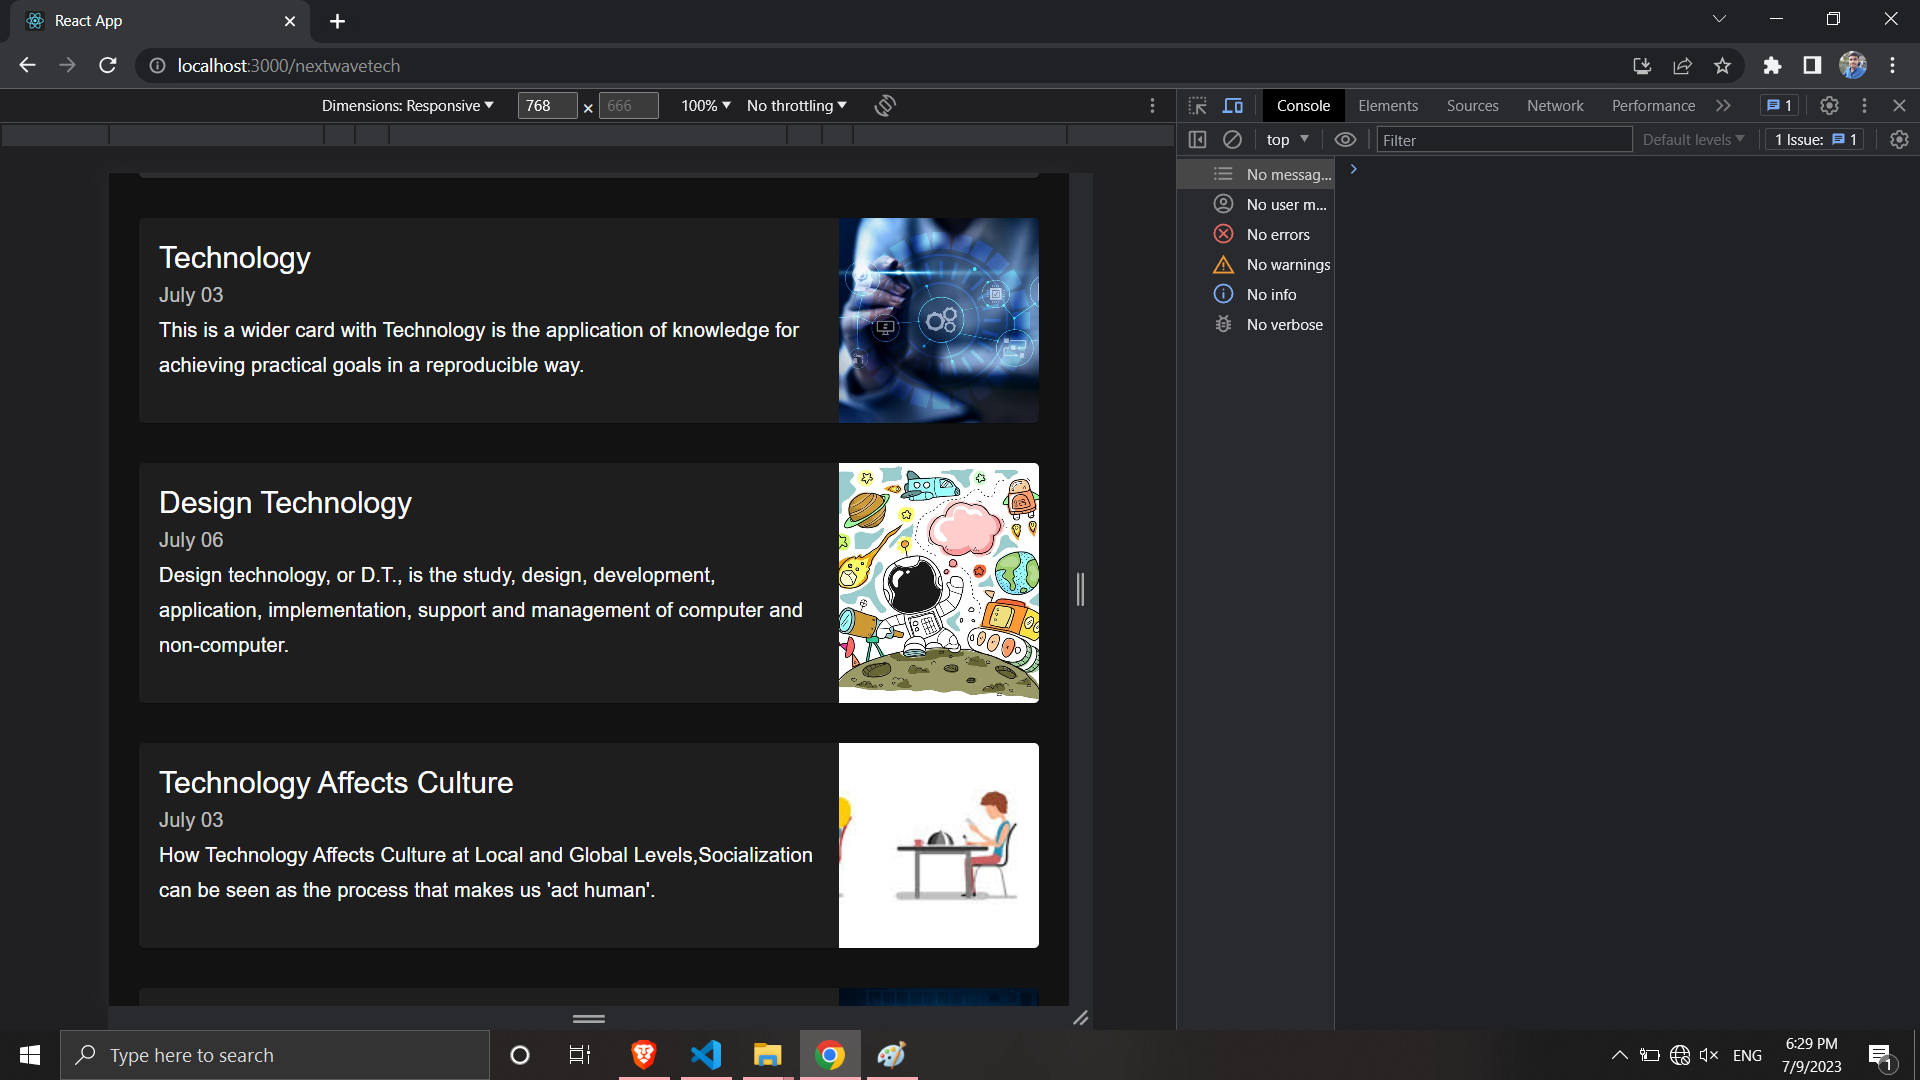 React App
localhost:3000/nextwavetech
Dimensions: Responsive
768 × 666
100%
No throttling
Console
Elements
Sources
Network
Performance
1
top
Filter
Default levels
1 Issue: 1
No messag...
No user m...
No errors
No warnings
No info
No verbose
Technology
July 03
This is a wider card with Technology is the application of knowledge for
achieving practical goals in a reproducible way.
Design Technology
July 06
Design technology, or D.T., is the study, design, development,
application, implementation, support and management of computer and
non-computer.
Technology Affects Culture
July 03
How Technology Affects Culture at Local and Global Levels,Socialization
can be seen as the process that makes us 'act human'.
Type here to search
ENG
6:29 PM
7/9/2023
1